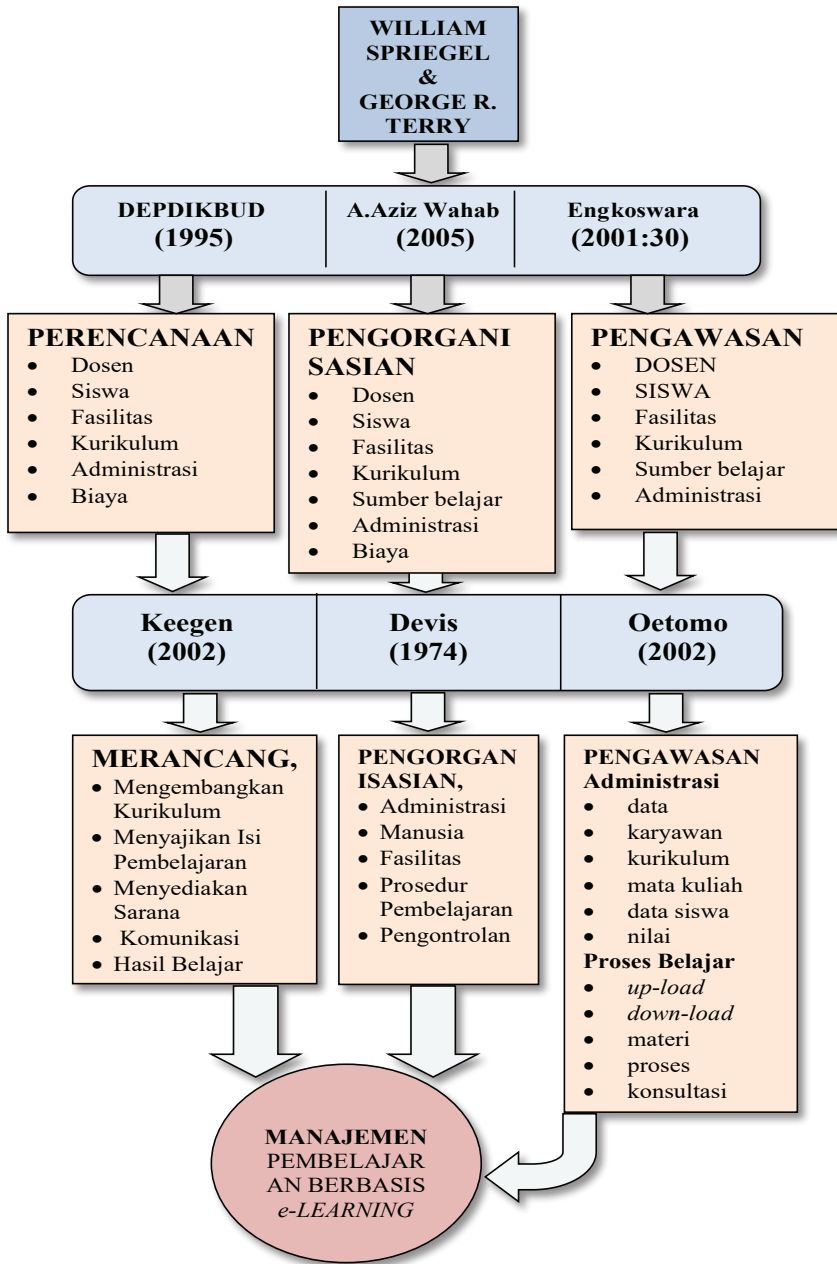 WILLIAM
SPRIEGEL
&
GEORGE R.
TERRY
DEPDIKBUD
(1995)
A.Aziz Wahab
(2005)
Engkoswara
(2001:30)
PERENCANAAN
• Dosen
• Siswa
• Fasilitas
• Kurikulum
• Administrasi
• Biaya
PENGORGANI
SASIAN
• Dosen
• Siswa
• Fasilitas
• Kurikulum
• Sumber belajar
• Administrasi
• Biaya
PENGAWASAN
• DOSEN
• SISWA
• Fasilitas
• Kurikulum
• Sumber belajar
• Administrasi
Keegen
(2002)
Devis
(1974)
Oetomo
(2002)
MERANCANG,
• Mengembangkan
Kurikulum
• Menyajikan Isi
Pembelajaran
• Menyediakan
Sarana
• Komunikasi
• Hasil Belajar
PENGORGAN
ISASIAN,
• Administrasi
• Manusia
• Fasilitas
• Prosedur
Pembelajaran
• Pengontrolan
PENGAWASAN
Administrasi
• data
• karyawan
• kurikulum
• mata kuliah
• data siswa
• nilai
Proses Belajar
• up-load
• down-load
• materi
• proses
• konsultasi
MANAJEMEN
PEMBELAJAR
AN BERBASIS
e-LEARNING